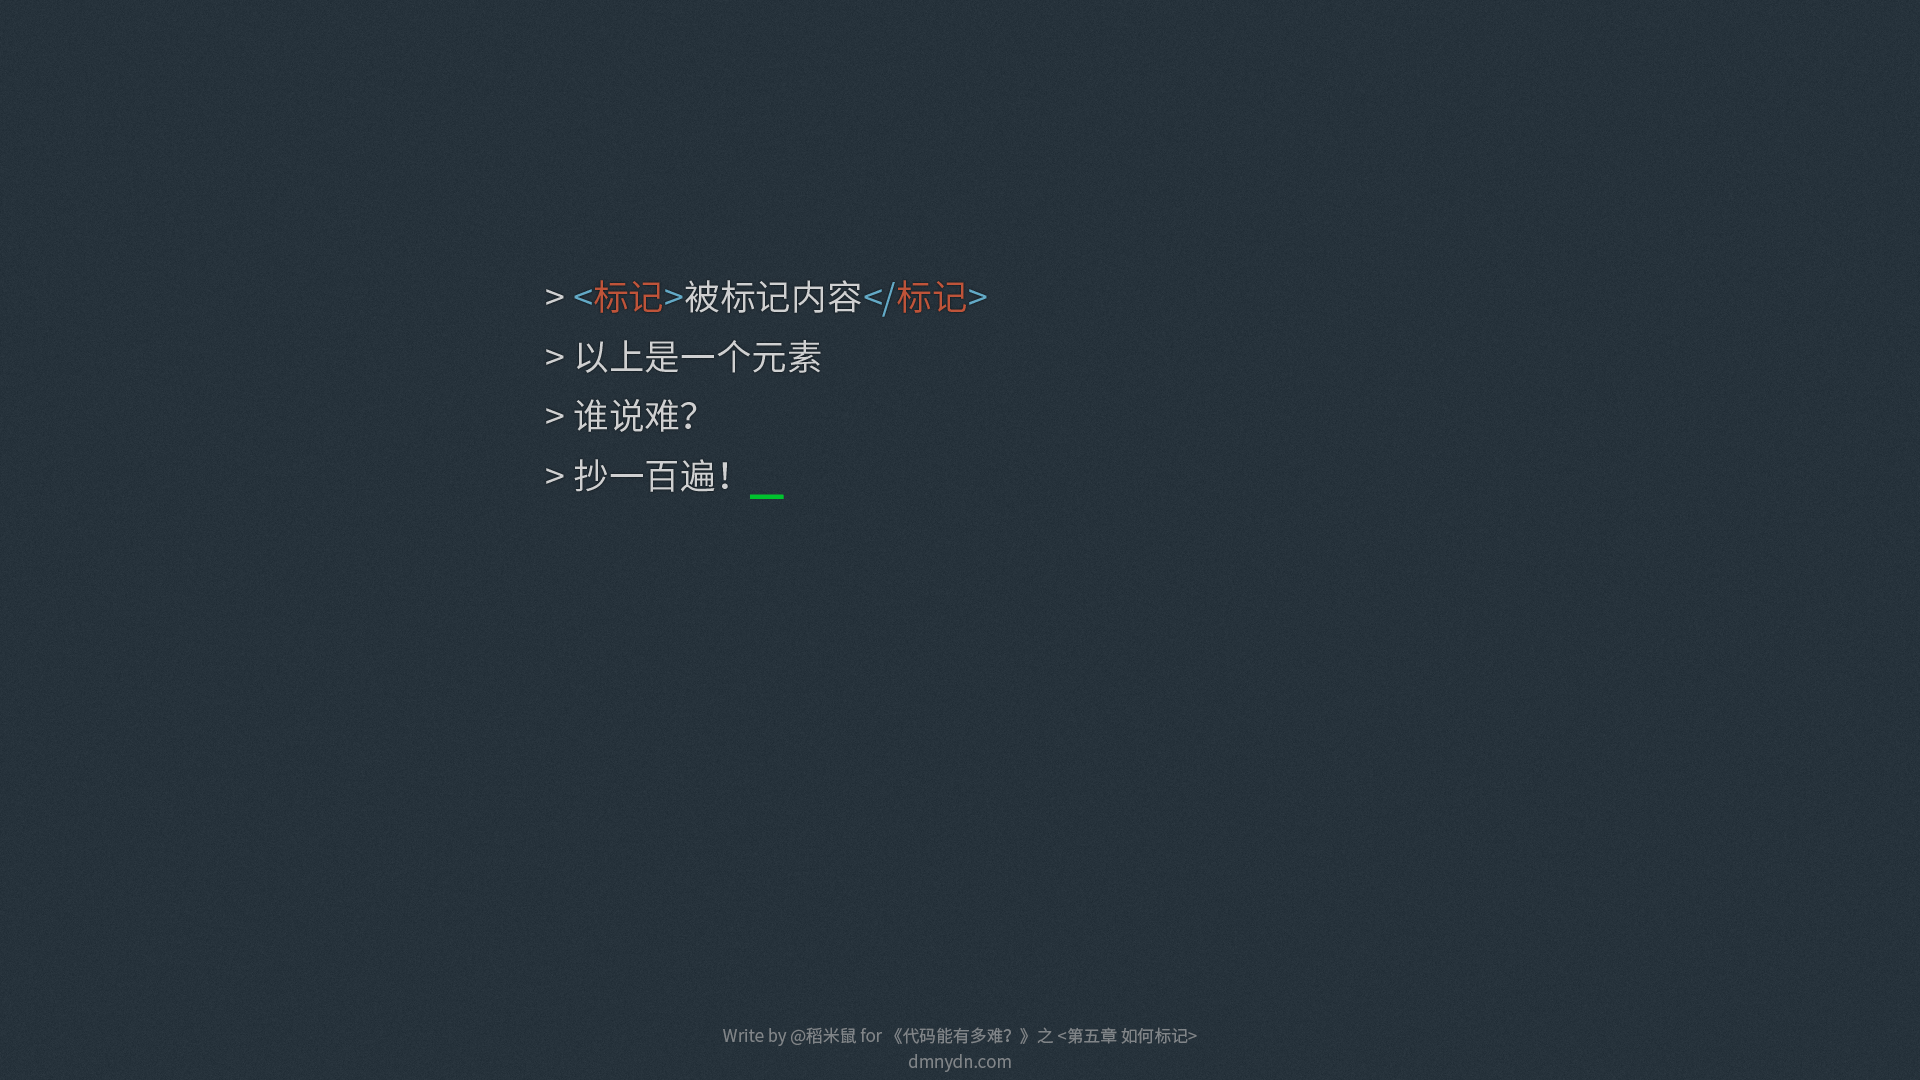 > <标记>被标记内容</标记>
> 以上是一个元素
> 谁说难？
> 抄一百遍！_
Write by @稻米鼠 for 《代码能有多难？》之 <第五章 如何标记>
dmnydn.com